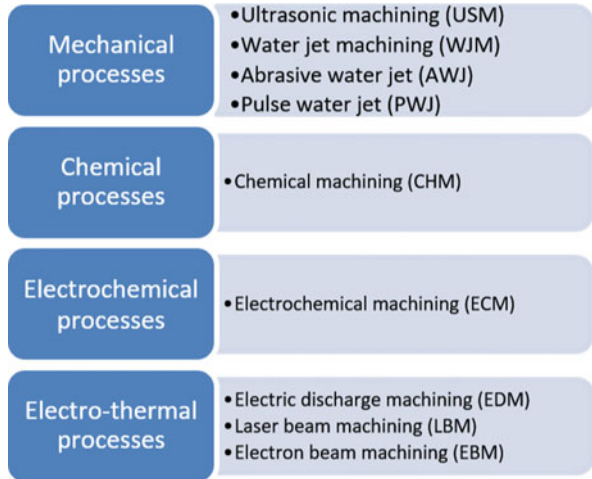 Mechanical
processes
•Ultrasonic machining (USM)
•Water jet machining (WJM)
•Abrasive water jet (AWJ)
•Pulse water jet (PWJ)
Chemical
processes
•Chemical machining (CHM)
Electrochemical
processes
•Electrochemical machining (ECM)
Electro-thermal
processes
•Electric discharge machining (EDM)
•Laser beam machining (LBM)
•Electron beam machining (EBM)